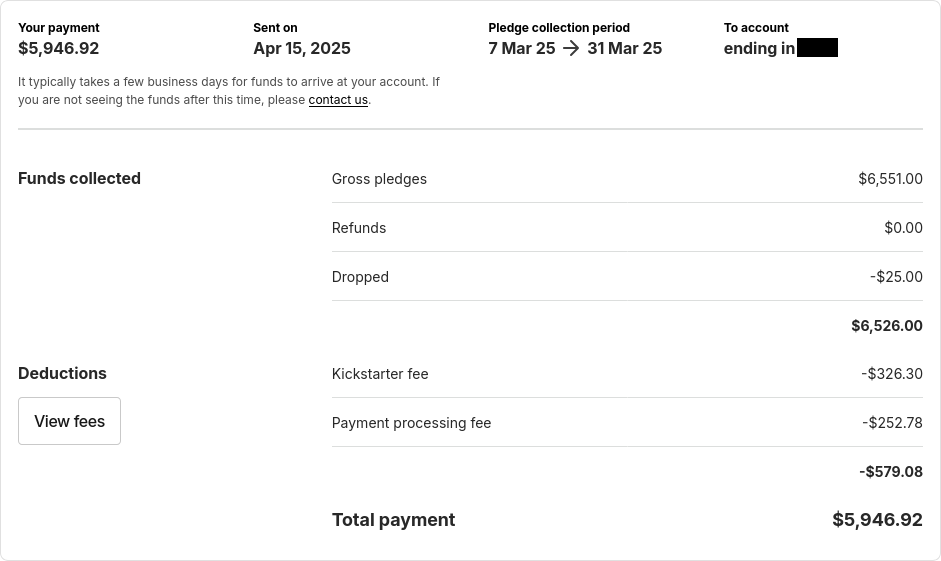 Your payment
$5,946.92
Sent on
Apr 15, 2025
Pledge collection period
7 Mar 25 → 31 Mar 25
To account
ending in
It typically takes a few business days for funds to arrive at your account. If
you are not seeing the funds after this time, please contact us.
Funds collected
Gross pledges $6,551.00
Refunds $0.00
Dropped -$25.00
$6,526.00
Deductions
View fees
Kickstarter fee -$326.30
Payment processing fee -$252.78
-$579.08
Total payment $5,946.92